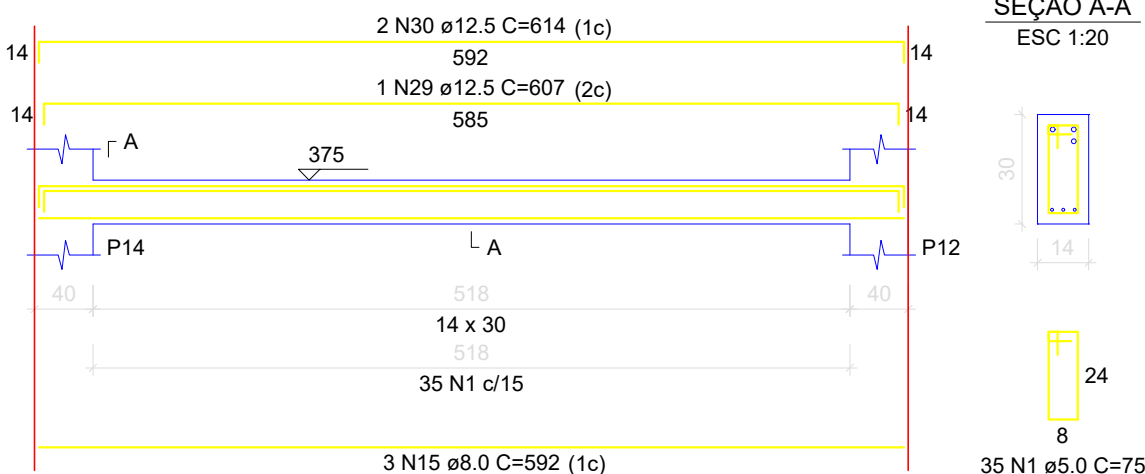 SEÇÃO A-A
ESC 1:20
2 N30 ø12.5 C=614 (1c)
14
592
14
1 N29 ø12.5 C=607 (2c)
14
585
14
A
375
30
14
P14
A
P12
40
518
40
14 x 30
518
35 N1 c/15
24
8
3 N15 ø8.0 C=592 (1c)
35 N1 ø5.0 C=75